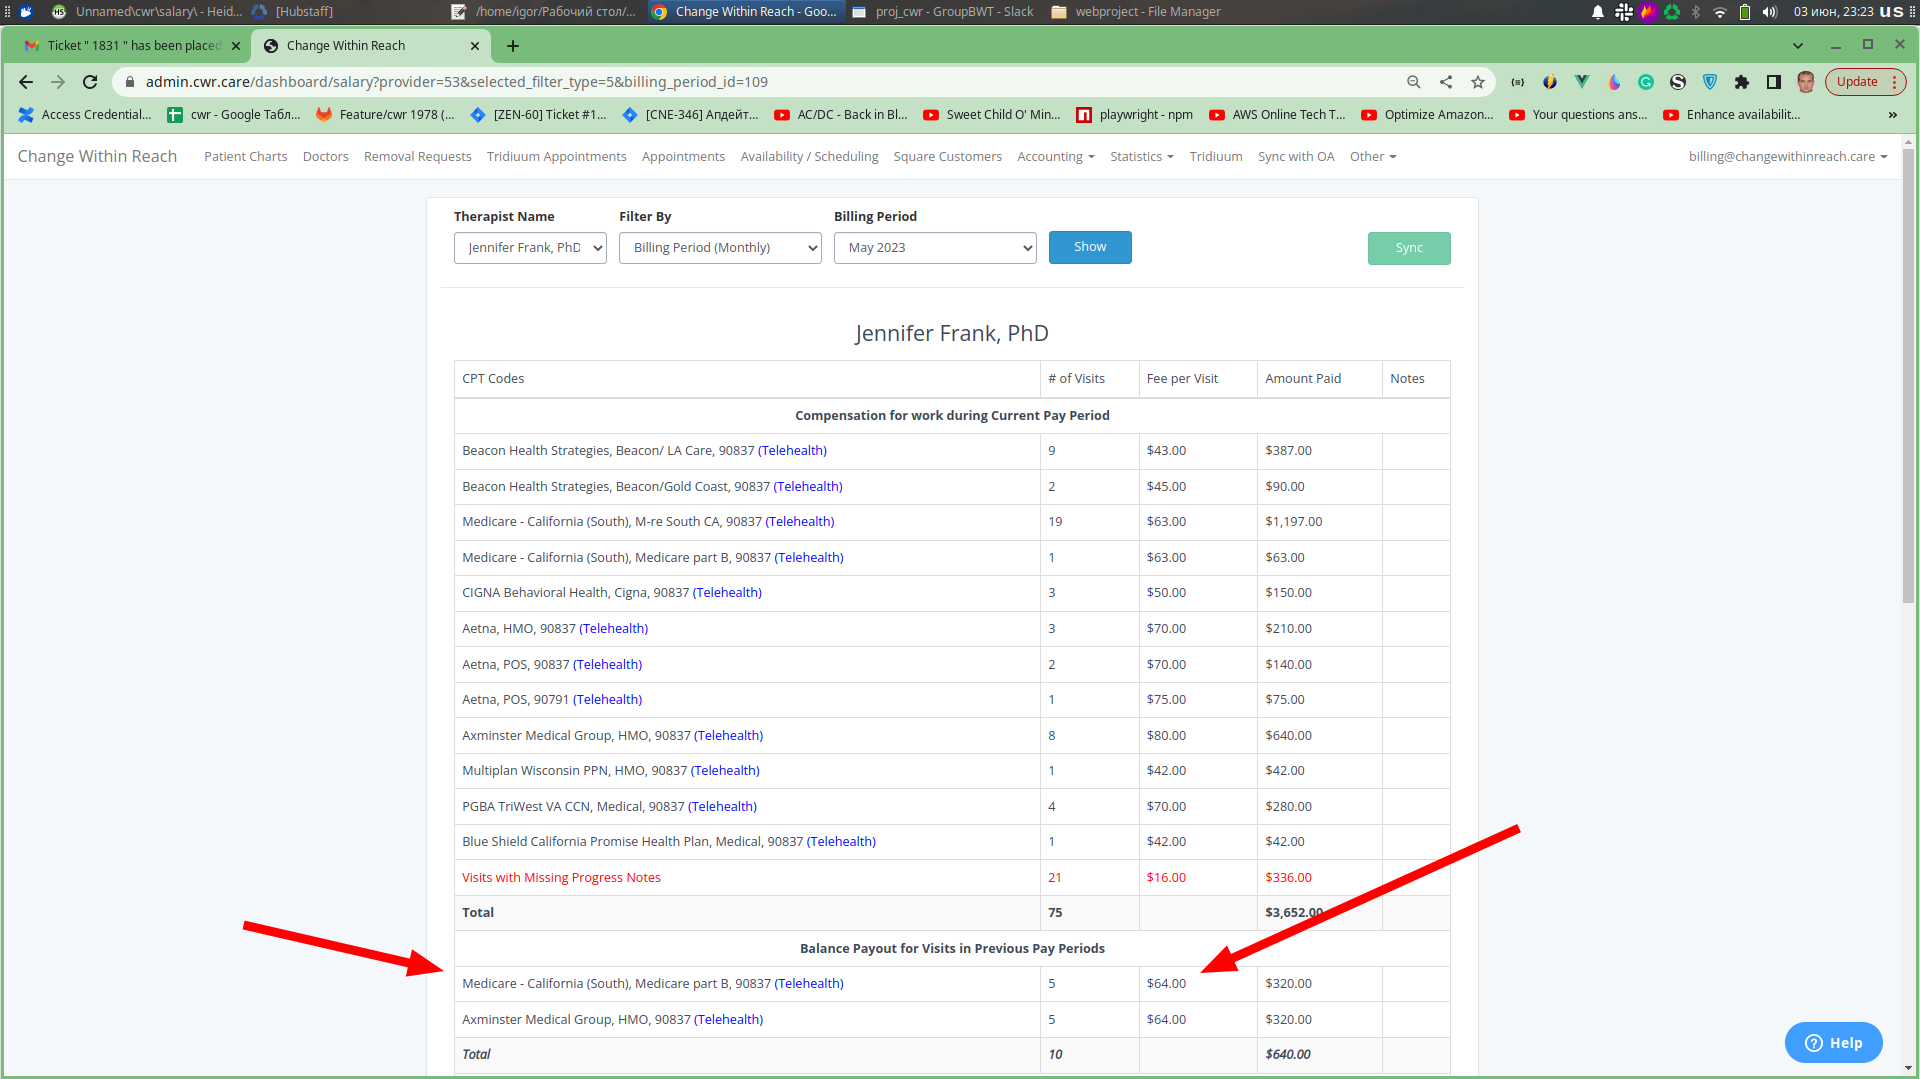 Unnamed\cwr\salary\ - Heid... [Hubstaff] /home/igor/Рабочий стол/... Change Within Reach - Goo... proj_cwr - GroupBWT - Slack webproject - File Manager 03 июн, 23:23 us
Ticket " 1831 " has been placed Change Within Reach
admin.cwr.care/dashboard/salary?provider=53&selected_filter_type=5&billing_period_id=109 Update
Access Credential... cwr - Google Табл... Feature/cwr 1978 (... [ZEN-60] Ticket #1... [CNE-346] Апдейт... AC/DC - Back in Bl... Sweet Child O' Min... playwright - npm AWS Online Tech T... Optimize Amazon... Your questions ans... Enhance availabilit... »
Change Within Reach Patient Charts Doctors Removal Requests Tridiuum Appointments Appointments Availability / Scheduling Square Customers Accounting Statistics Tridiuum Sync with OA Other billing@changewithinreach.care
Therapist Name Filter By Billing Period
Jennifer Frank, PhD Billing Period (Monthly) May 2023 Show Sync
Jennifer Frank, PhD
CPT Codes # of Visits Fee per Visit Amount Paid Notes
Compensation for work during Current Pay Period
Beacon Health Strategies, Beacon/ LA Care, 90837 (Telehealth) 9 $43.00 $387.00
Beacon Health Strategies, Beacon/Gold Coast, 90837 (Telehealth) 2 $45.00 $90.00
Medicare - California (South), M-re South CA, 90837 (Telehealth) 19 $63.00 $1,197.00
Medicare - California (South), Medicare part B, 90837 (Telehealth) 1 $63.00 $63.00
CIGNA Behavioral Health, Cigna, 90837 (Telehealth) 3 $50.00 $150.00
Aetna, HMO, 90837 (Telehealth) 3 $70.00 $210.00
Aetna, POS, 90837 (Telehealth) 2 $70.00 $140.00
Aetna, POS, 90791 (Telehealth) 1 $75.00 $75.00
Axminster Medical Group, HMO, 90837 (Telehealth) 8 $80.00 $640.00
Multiplan Wisconsin PPN, HMO, 90837 (Telehealth) 1 $42.00 $42.00
PGBA TriWest VA CCN, Medical, 90837 (Telehealth) 4 $70.00 $280.00
Blue Shield California Promise Health Plan, Medical, 90837 (Telehealth) 1 $42.00 $42.00
Visits with Missing Progress Notes 21 $16.00 $336.00
Total 75 $3,652.00
Balance Payout for Visits in Previous Pay Periods
Medicare - California (South), Medicare part B, 90837 (Telehealth) 5 $64.00 $320.00
Axminster Medical Group, HMO, 90837 (Telehealth) 5 $64.00 $320.00
Total 10 $640.00
Help